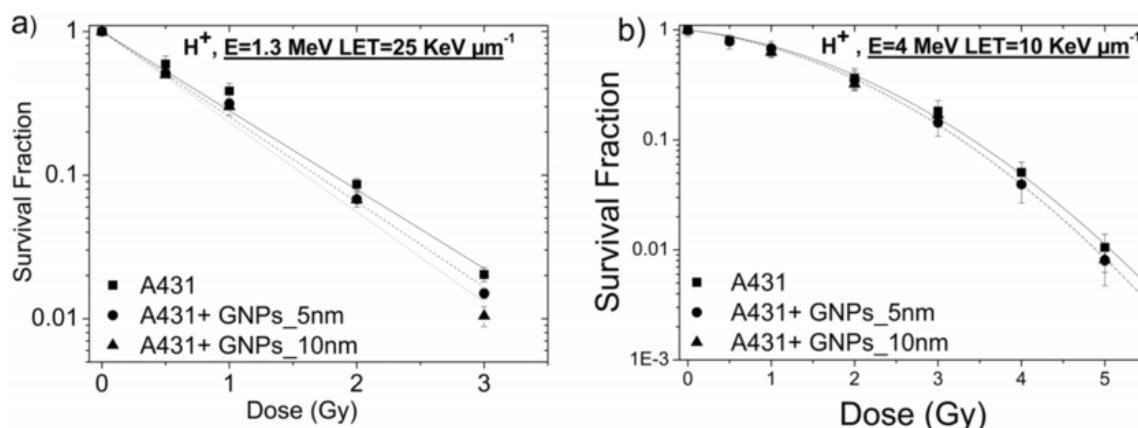 a)
H+, E=1.3 MeV LET=25 KeV µm-1
Survival Fraction
1
0.1
0.01
A431
A431+ GNPs_5nm
A431+ GNPs_10nm
0 1 2 3
Dose (Gy)
b)
H+, E=4 MeV LET=10 KeV µm-1
Survival Fraction
1
0.1
0.01
1E-3
A431
A431+ GNPs_5nm
A431+ GNPs_10nm
0 1 2 3 4 5
Dose (Gy)